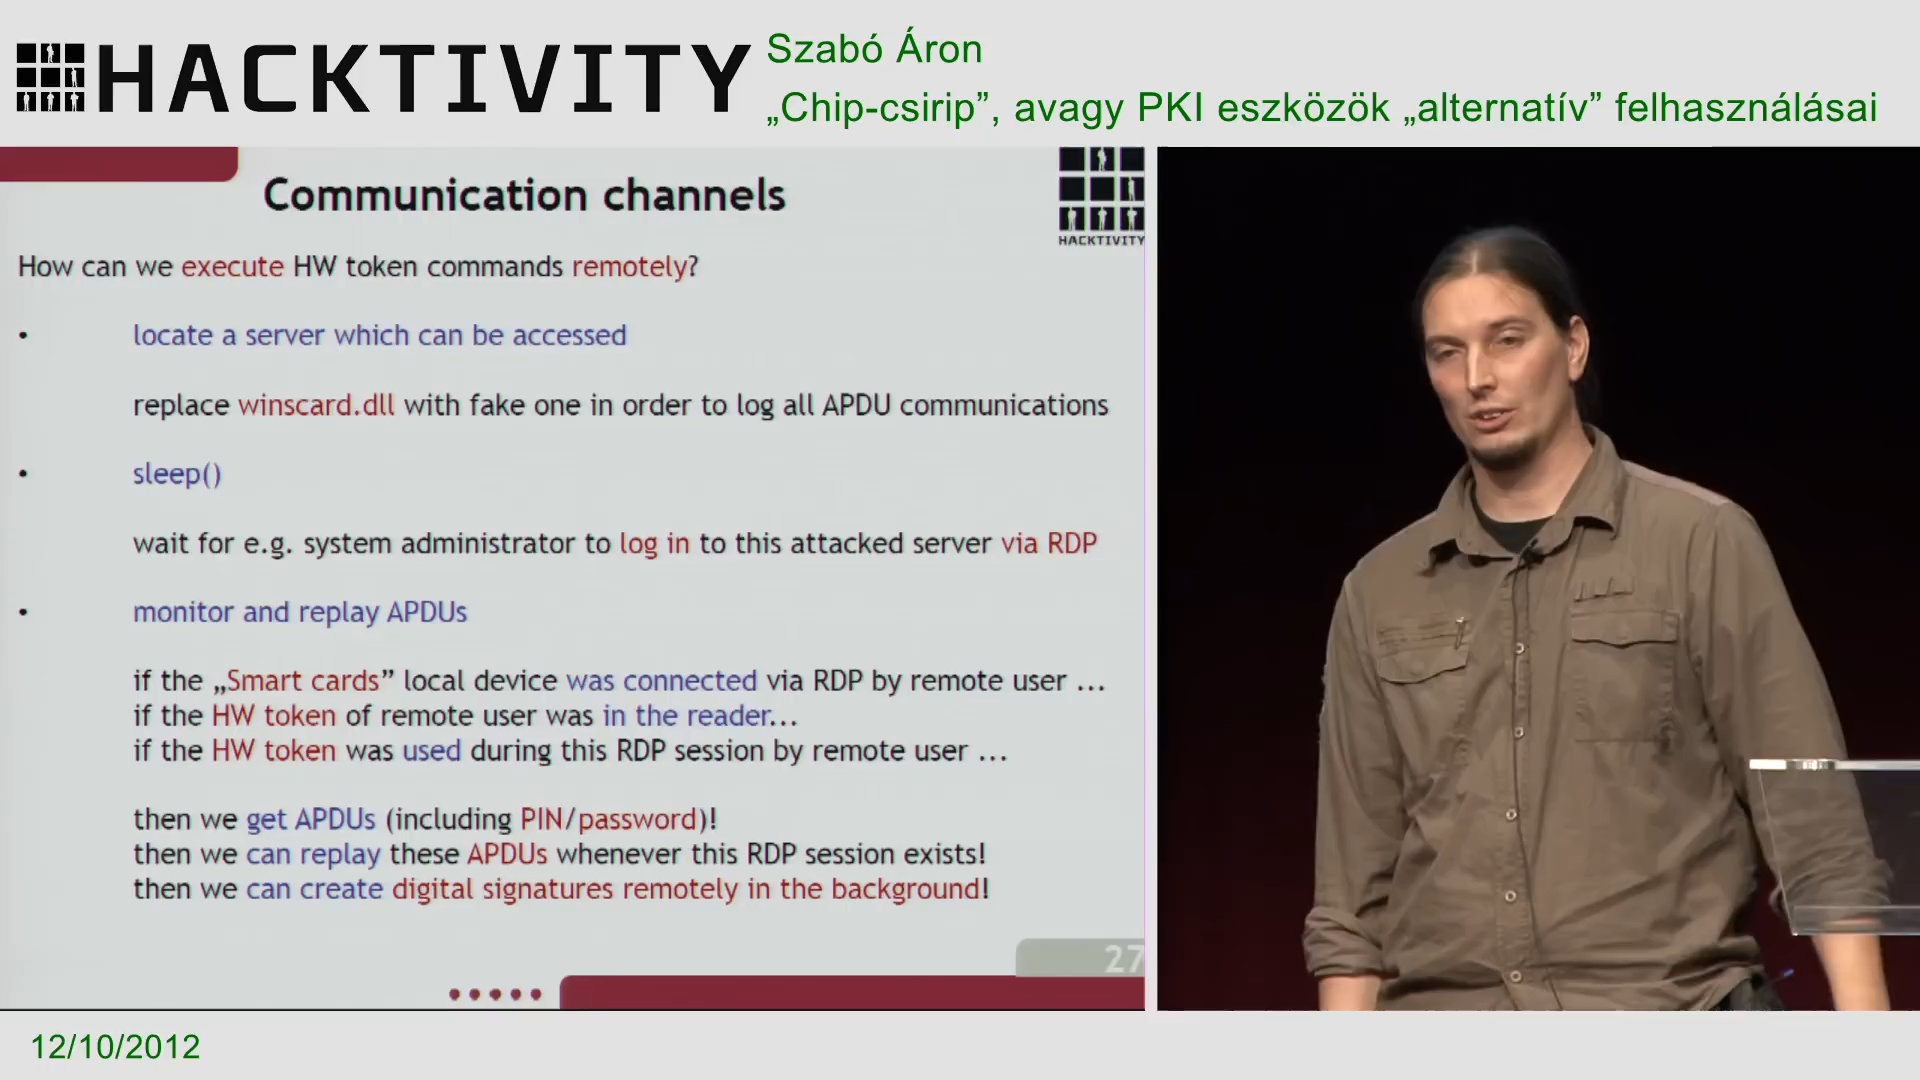 HACKTIVITY
Szabó Áron
„Chip-csirip”, avagy PKI eszközök „alternatív” felhasználásai
Communication channels
HACKTIVITY
How can we execute HW token commands remotely?
• locate a server which can be accessed
replace winscard.dll with fake one in order to log all APDU communications
• sleep()
wait for e.g. system administrator to log in to this attacked server via RDP
• monitor and replay APDUs
if the „Smart cards” local device was connected via RDP by remote user ...
if the HW token of remote user was in the reader...
if the HW token was used during this RDP session by remote user ...
then we get APDUs (including PIN/password)!
then we can replay these APDUs whenever this RDP session exists!
then we can create digital signatures remotely in the background!
27
12/10/2012